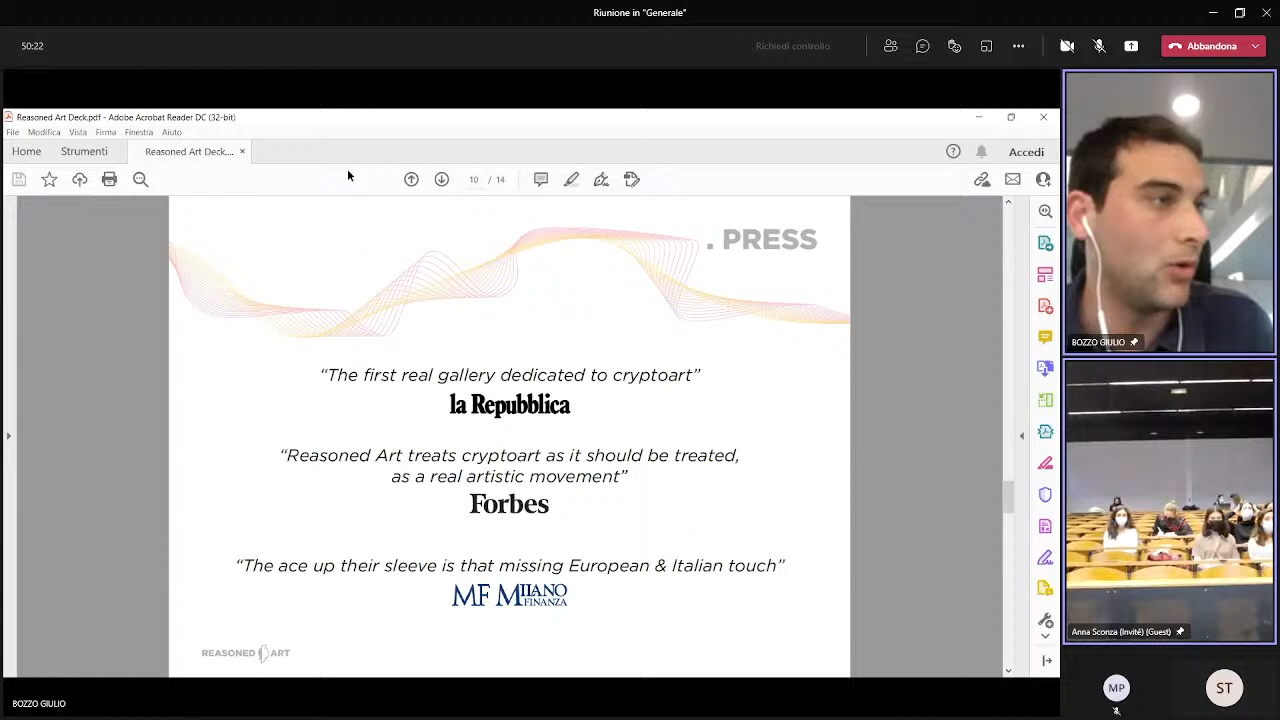 Riunione in "Generale"
50:22
Richiedi controllo
Abbandona
Reasoned Art Deck.pdf - Adobe Acrobat Reader DC (32-bit)
File Modifica Vista Firma Finestra Aiuto
Home Strumenti Reasoned Art Deck.... Accedi
10 / 14
. PRESS
“The first real gallery dedicated to cryptoart”
la Repubblica
“Reasoned Art treats cryptoart as it should be treated,
as a real artistic movement”
Forbes
“The ace up their sleeve is that missing European & Italian touch”
MF MILANO
FINANZA
REASONED ART
BOZZO GIULIO
BOZZO GIULIO
Anna Sconza (Invité) (Guest)
MP
ST